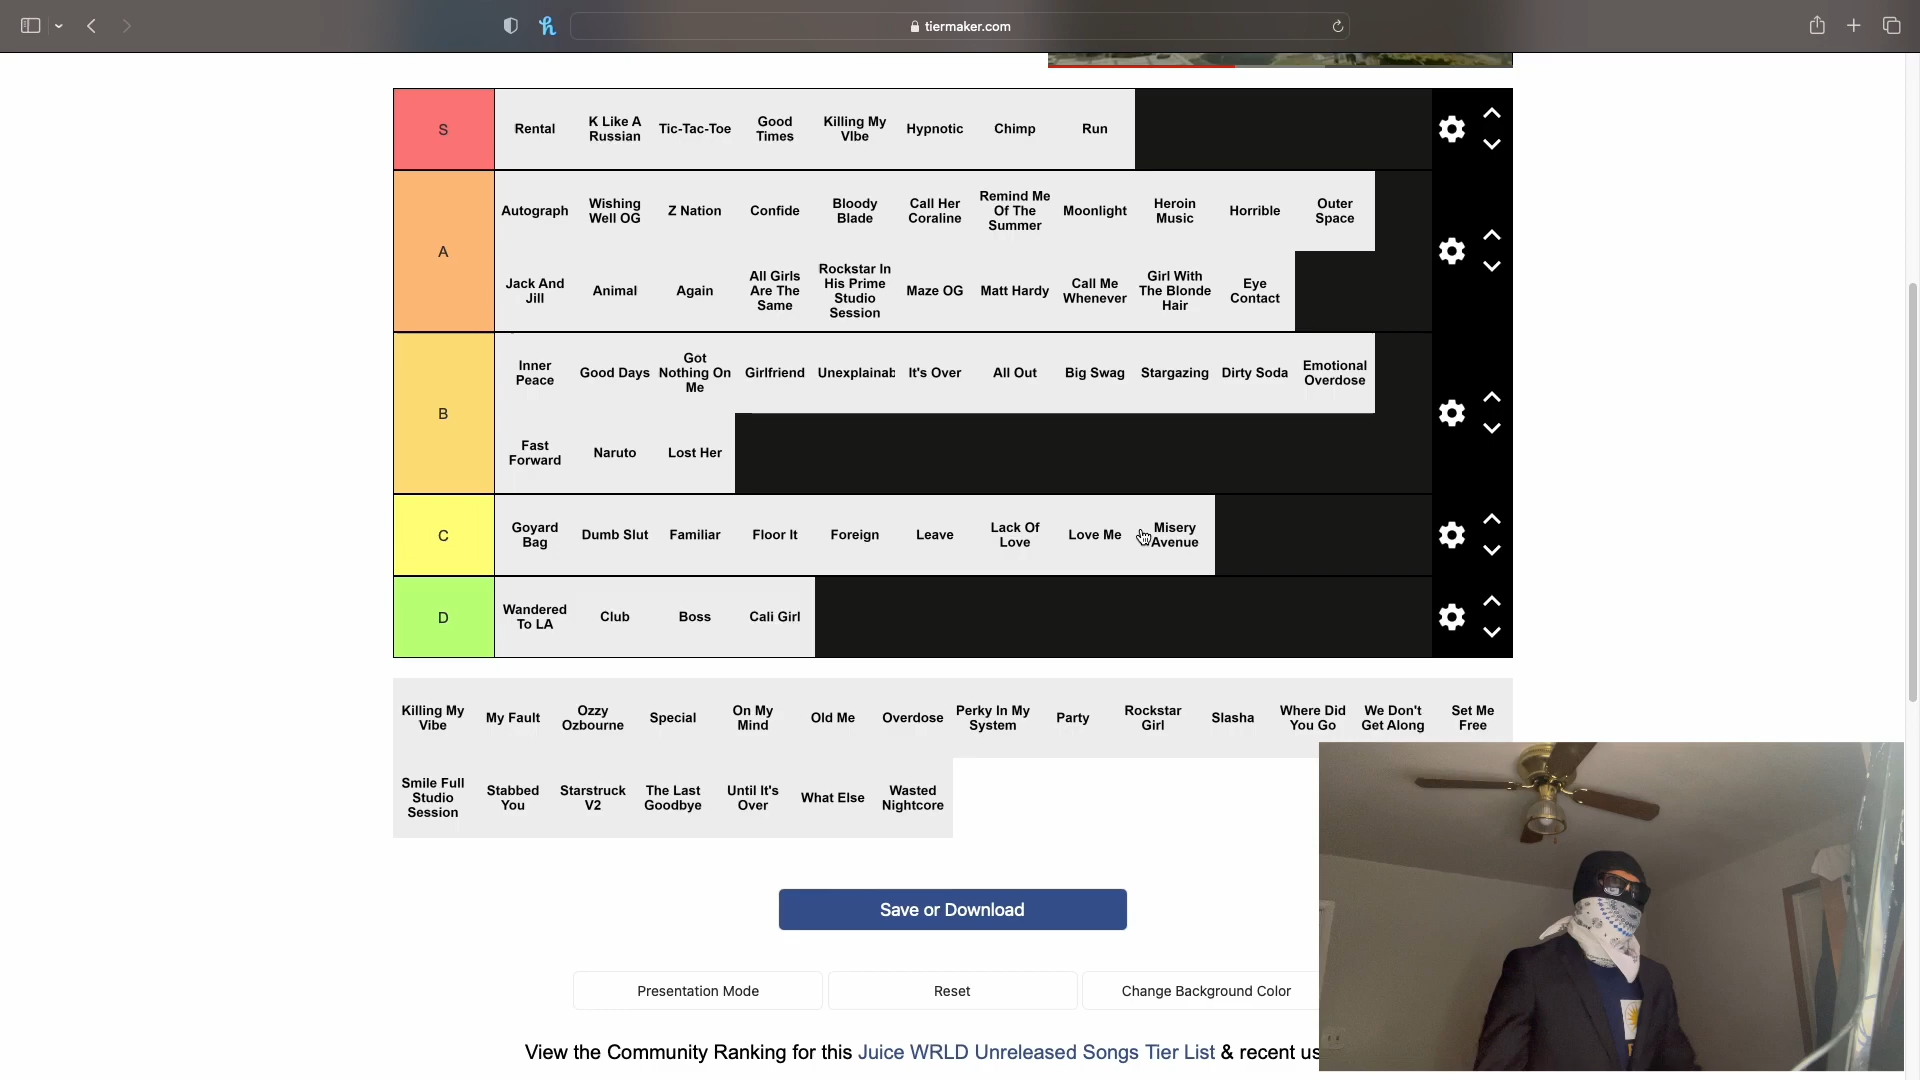 tiermaker.com
S
Rental
K Like A
Russian
Tic-Tac-Toe
Good
Times
Killing My
VIbe
Hypnotic
Chimp
Run
A
Autograph
Wishing
Well OG
Z Nation
Confide
Bloody
Blade
Call Her
Coraline
Remind Me
Of The
Summer
Moonlight
Heroin
Music
Horrible
Outer
Space
Jack And
Jill
Animal
Again
All Girls
Are The
Same
Rockstar In
His Prime
Studio
Session
Maze OG
Matt Hardy
Call Me
Whenever
Girl With
The Blonde
Hair
Eye
Contact
B
Inner
Peace
Good Days
Got
Nothing On
Me
Girlfriend
Unexplainab
It's Over
All Out
Big Swag
Stargazing
Dirty Soda
Emotional
Overdose
Fast
Forward
Naruto
Lost Her
C
Goyard
Bag
Dumb Slut
Familiar
Floor It
Foreign
Leave
Lack Of
Love
Love Me
Misery
Avenue
D
Wandered
To LA
Club
Boss
Cali Girl
Killing My
Vibe
My Fault
Ozzy
Ozbourne
Special
On My
Mind
Old Me
Overdose
Perky In My
System
Party
Rockstar
Girl
Slasha
Where Did
You Go
We Don't
Get Along
Set Me
Free
Smile Full
Studio
Session
Stabbed
You
Starstruck
V2
The Last
Goodbye
Until It's
Over
What Else
Wasted
Nightcore
Save or Download
Presentation Mode
Reset
Change Background Color
View the Community Ranking for this Juice WRLD Unreleased Songs Tier List & recent us